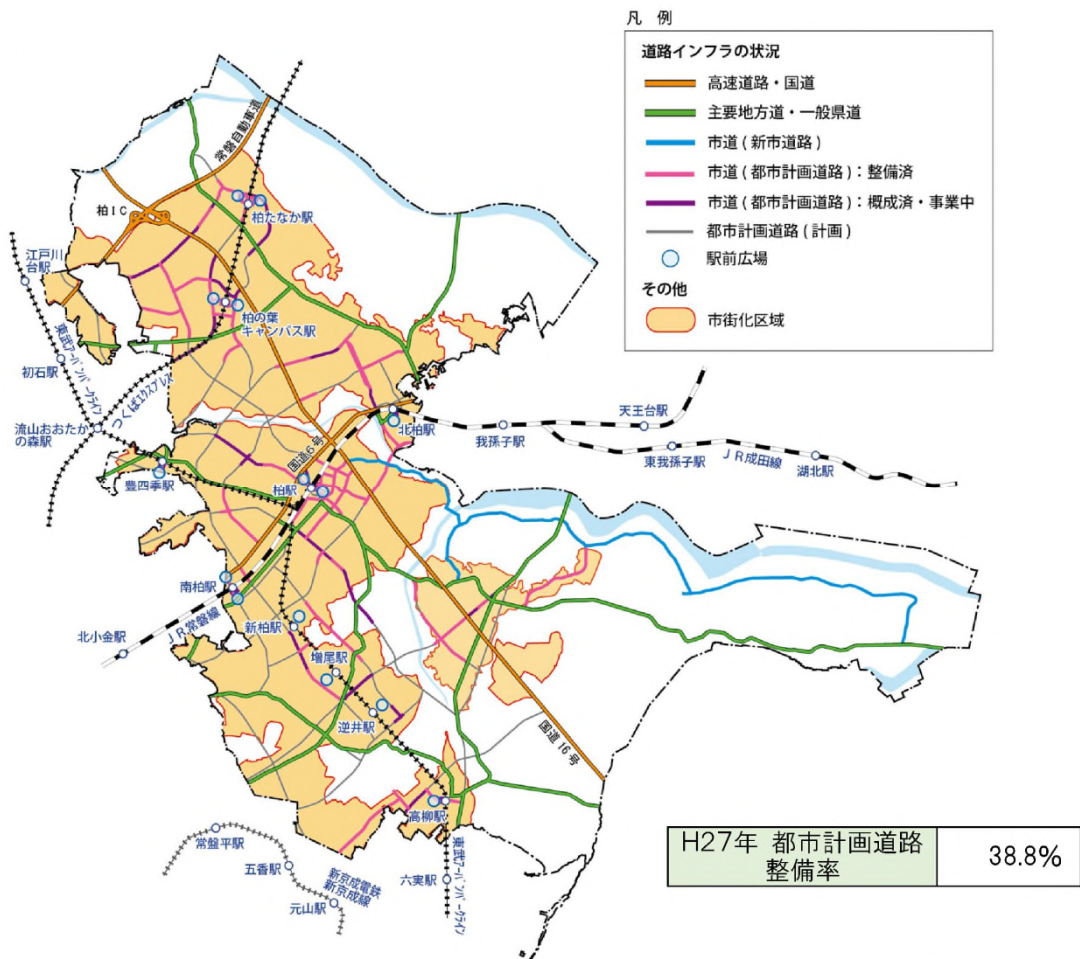 凡 例
道路インフラの状況
高速道路・国道
主要地方道・一般県道
市道(新市道路)
市道(都市計画道路):整備済
市道(都市計画道路):概成済・事業中
都市計画道路(計画)
駅前広場
その他
市街化区域
常磐自動車道
柏IC
柏たなか駅
江戸川
台駅
柏の葉
キャンパス駅
東武アーバンパークライン
初石駅
つくばエクスプレス
流山おおたか
の森駅
北柏駅
我孫子駅
天王台駅
東我孫子駅
JR成田線
湖北駅
国道6号
豊四季駅
柏駅
南柏駅
JR常磐線
北小金駅
新柏駅
増尾駅
逆井駅
国道16号
高柳駅
東武アーバンパークライン
六実駅
常盤平駅
五香駅
新京成電鉄
新京成線
元山駅
H27年 都市計画道路
整備率
38.8%